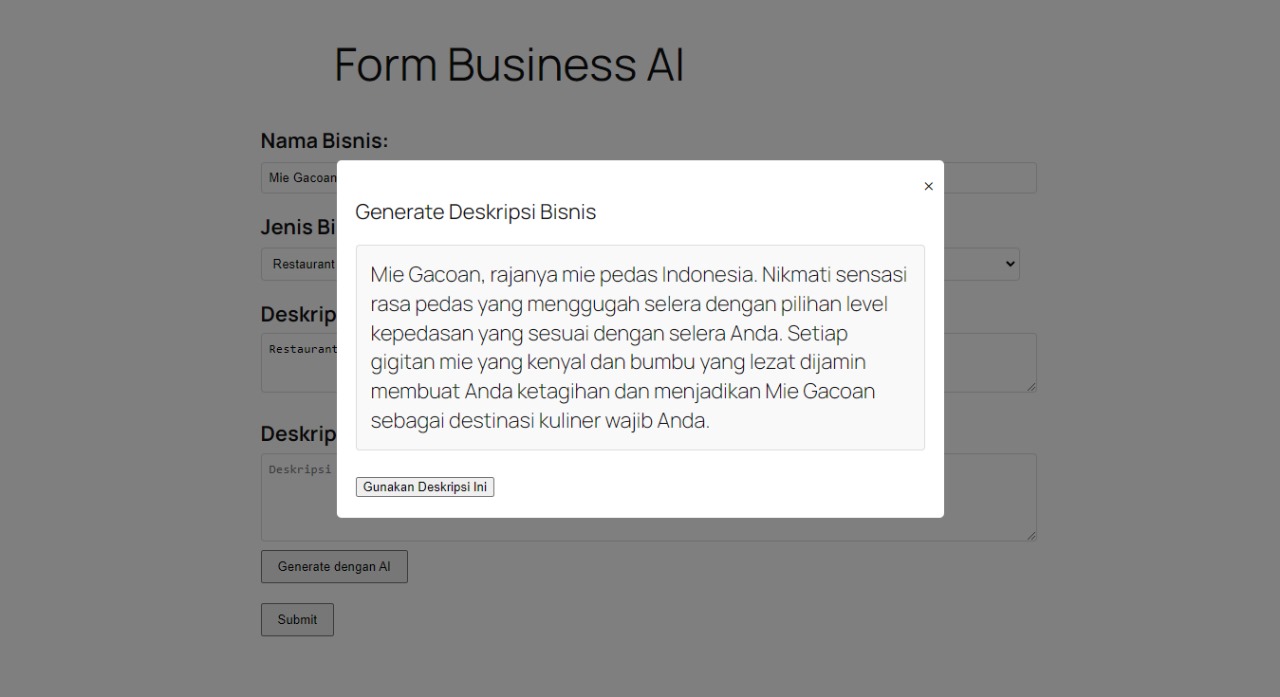 Form Business AI
Nama Bisnis:
Mie Gacoan
×
Generate Deskripsi Bisnis
Jenis Bi
Restaurant
Mie Gacoan, rajanya mie pedas Indonesia. Nikmati sensasi
rasa pedas yang menggugah selera dengan pilihan level
kepedasan yang sesuai dengan selera Anda. Setiap
gigitan mie yang kenyal dan bumbu yang lezat dijamin
membuat Anda ketagihan dan menjadikan Mie Gacoan
sebagai destinasi kuliner wajib Anda.
Deskrip
Restaurant
Deskrip
Deskripsi
Gunakan Deskripsi Ini
Generate dengan AI
Submit